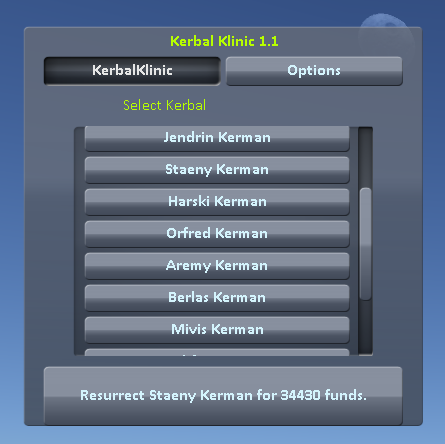 Kerbal Klinic 1.1
KerbalKlinic
Options
Select Kerbal
Jendrin Kerman
Staeny Kerman
Harski Kerman
Orfred Kerman
Aremy Kerman
Berlas Kerman
Mivis Kerman
Resurrect Staeny Kerman for 34430 funds.